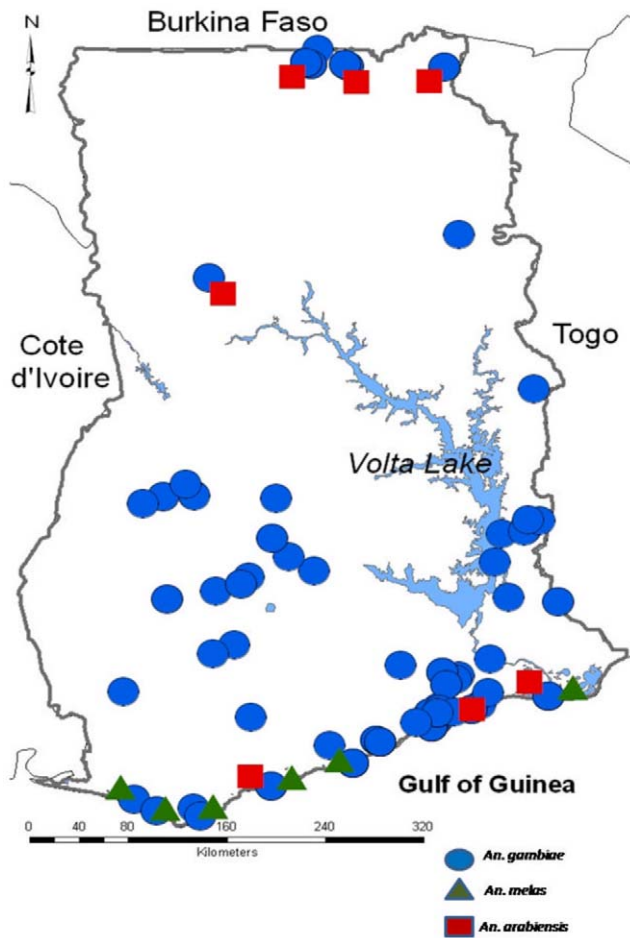 Burkina Faso
N
Cote
d'Ivoire
Togo
Volta Lake
Gulf of Guinea
0 40 80 160 240 320
Kilometers
An. gambiae
An. melas
An. arabiensis